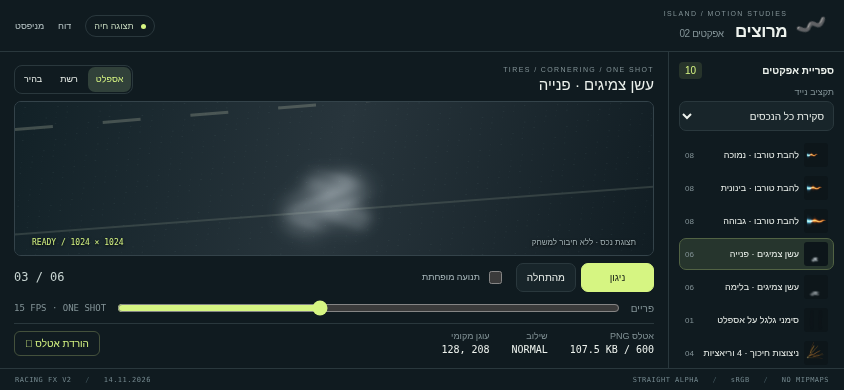 ISLAND / MOTION STUDIES
מרוצים אפקטים 02
תצוגה חיה
דוח
מניפסט
ספריית אפקטים 10
תקציב נייד
סקירת כל הנכסים
להבת טורבו · נמוכה 08
להבת טורבו · בינונית 08
להבת טורבו · גבוהה 08
עשן צמיגים · פנייה 06
עשן צמיגים · בלימה 06
סימני גלגל על אספלט 01
ניצוצות חיכוך · 4 וריאציות 04
TIRES / CORNERING / ONE SHOT
עשן צמיגים · פנייה
אספלט רשת בהיר
תצוגת נכס · ללא חיבור למשחק
READY / 1024 × 1024
ניגון
מהתחלה
תנועה מופחתת
03 / 06
פריים
15 FPS · ONE SHOT
אטלס PNG
107.5 KB / 600
שילוב
NORMAL
עוגן מקומי
128, 208
הורדת אטלס
RACING FX V2 / 14.11.2026
STRAIGHT ALPHA / sRGB / NO MIPMAPS